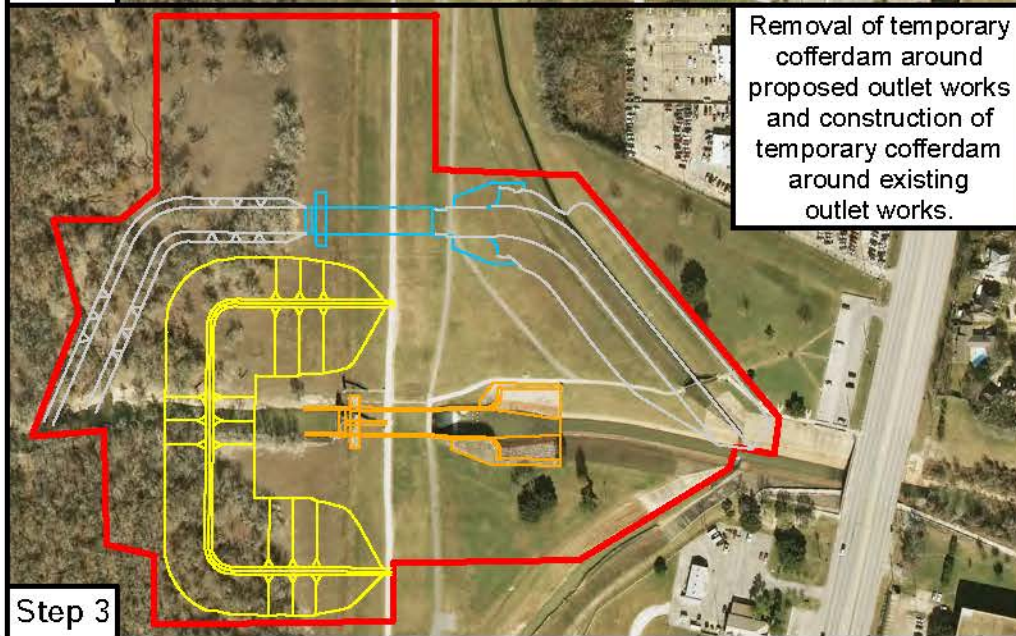 Removal of temporary
cofferdam around
proposed outlet works
and construction of
temporary cofferdam
around existing
outlet works.
Step 3